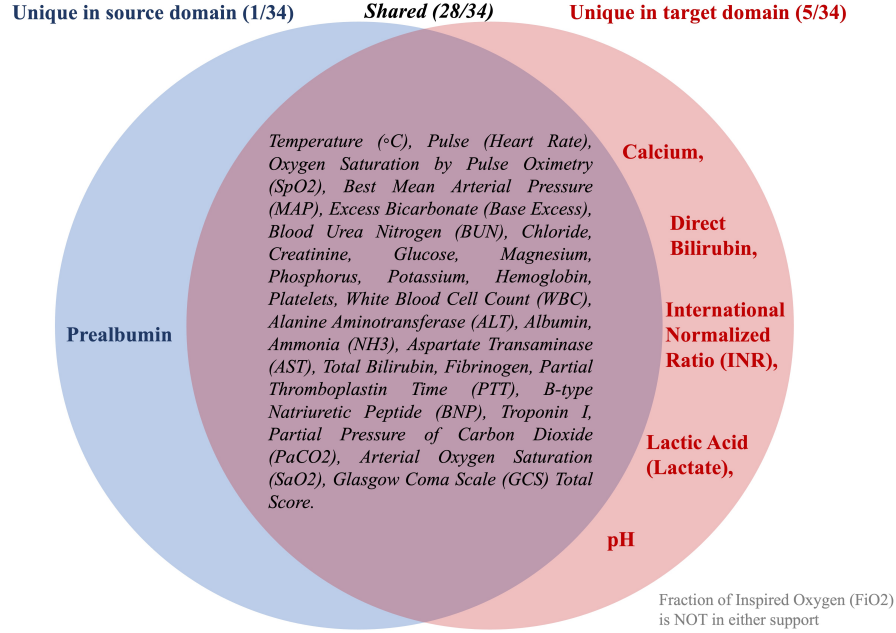 Unique in source domain (1/34)
Shared (28/34)
Unique in target domain (5/34)
Temperature (◦C), Pulse (Heart Rate),
Oxygen Saturation by Pulse Oximetry
(SpO2), Best Mean Arterial Pressure
(MAP), Excess Bicarbonate (Base Excess),
Blood Urea Nitrogen (BUN), Chloride,
Creatinine, Glucose, Magnesium,
Phosphorus, Potassium, Hemoglobin,
Platelets, White Blood Cell Count (WBC),
Alanine Aminotransferase (ALT), Albumin,
Ammonia (NH3), Aspartate Transaminase
(AST), Total Bilirubin, Fibrinogen, Partial
Thromboplastin Time (PTT), B-type
Natriuretic Peptide (BNP), Troponin I,
Partial Pressure of Carbon Dioxide
(PaCO2), Arterial Oxygen Saturation
(SaO2), Glasgow Coma Scale (GCS) Total
Score.
Prealbumin
Calcium,
Direct
Bilirubin,
International
Normalized
Ratio (INR),
Lactic Acid
(Lactate),
pH
Fraction of Inspired Oxygen (FiO2)
is NOT in either support